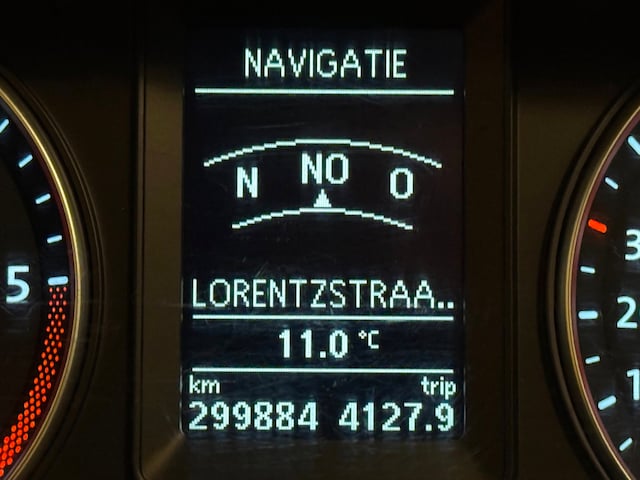 NAVIGATIE
N NO O
LORENTZSTRAA..
11.0 °C
km trip
299884 4127.9
5
3
2
1